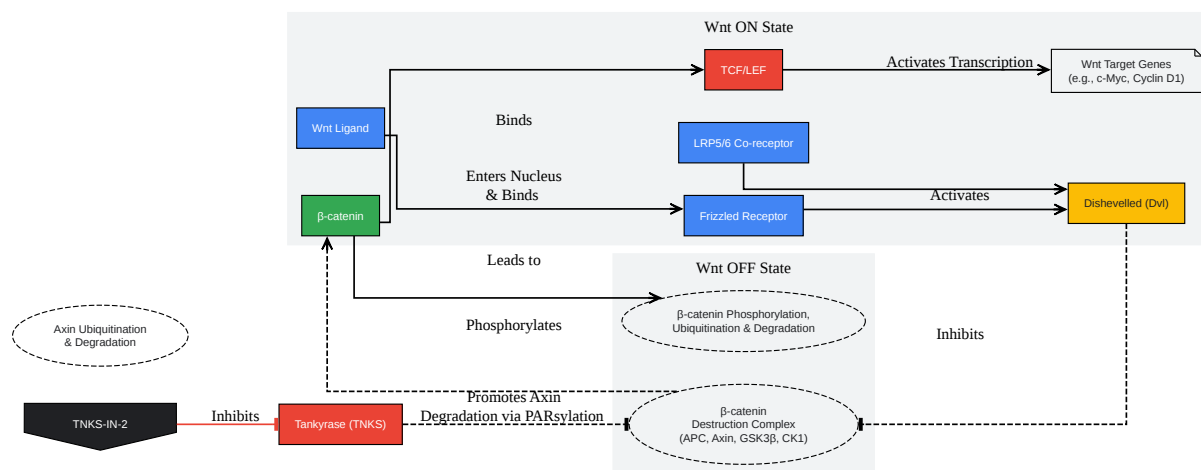 Wnt ON State
TCF/LEF
Activates Transcription
Wnt Target Genes
(e.g., c-Myc, Cyclin D1)
Wnt Ligand
Binds
LRP5/6 Co-receptor
Enters Nucleus
& Binds
β-catenin
Frizzled Receptor
Activates
Dishevelled (Dvl)
Leads to
Wnt OFF State
Axin Ubiquitination
& Degradation
Phosphorylates
β-catenin Phosphorylation,
Ubiquitination & Degradation
Inhibits
TNKS-IN-2
Inhibits
Tankyrase (TNKS)
Promotes Axin
Degradation via PARsylation
β-catenin
Destruction Complex
(APC, Axin, GSK3β, CK1)